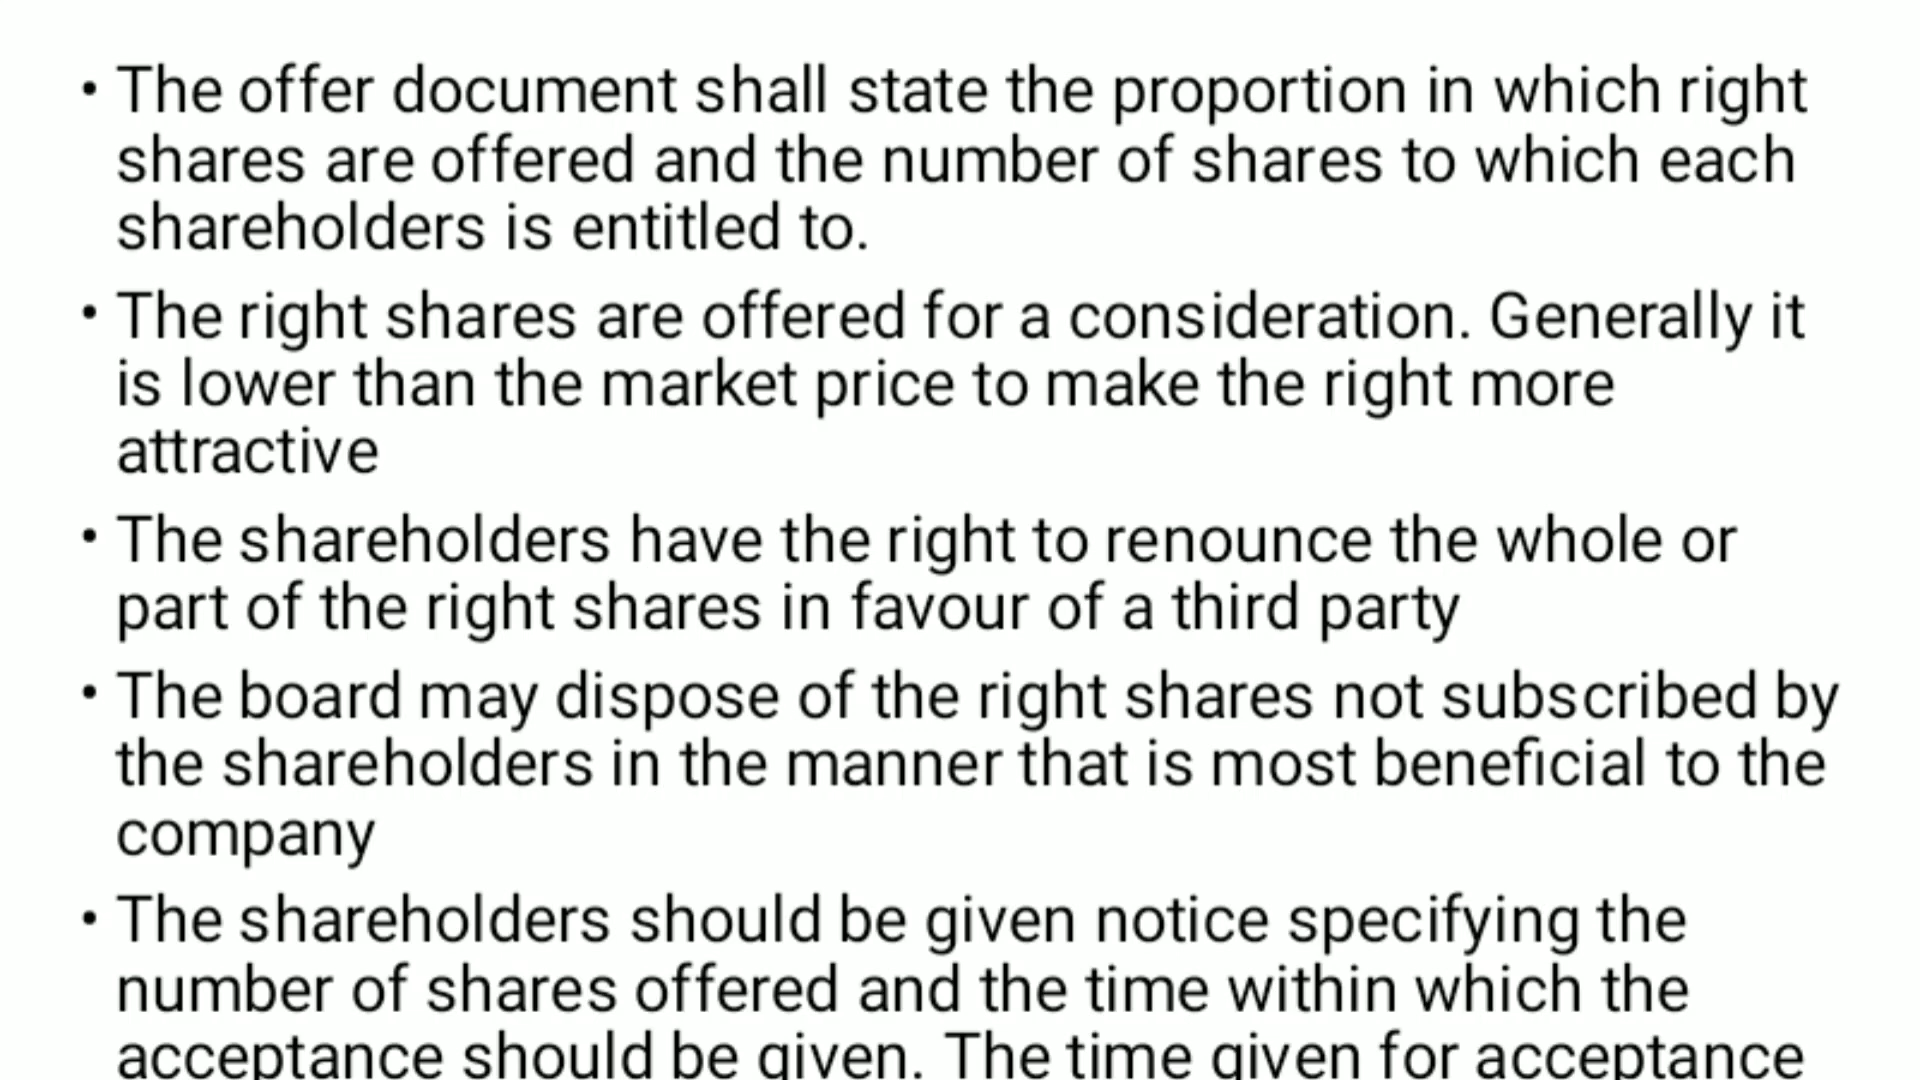 • The offer document shall state the proportion in which right
shares are offered and the number of shares to which each
shareholders is entitled to.
• The right shares are offered for a consideration. Generally it
is lower than the market price to make the right more
attractive
• The shareholders have the right to renounce the whole or
part of the right shares in favour of a third party
• The board may dispose of the right shares not subscribed by
the shareholders in the manner that is most beneficial to the
company
• The shareholders should be given notice specifying the
number of shares offered and the time within which the
acceptance should be given. The time given for acceptance